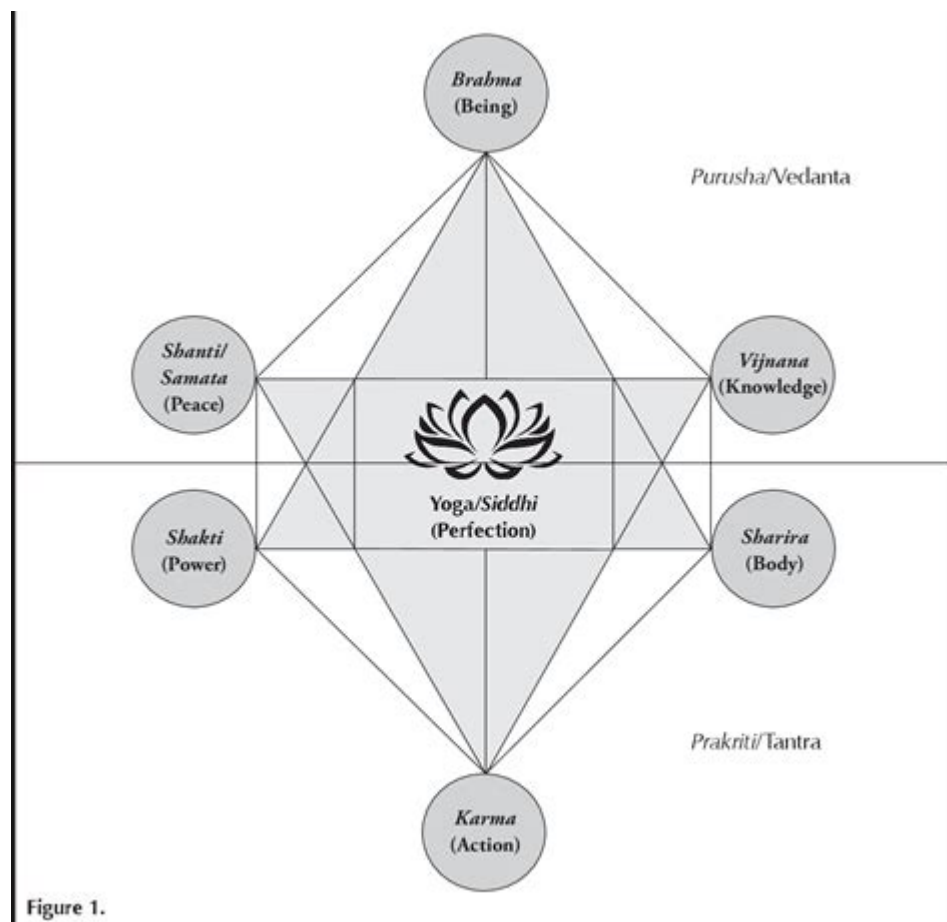 Brahma
(Being)
Purusha/Vedanta
Shanti/
Samata
(Peace)
Vijnana
(Knowledge)
Yoga/Siddhi
(Perfection)
Shakti
(Power)
Sharira
(Body)
Prakriti/Tantra
Karma
(Action)
Figure 1.